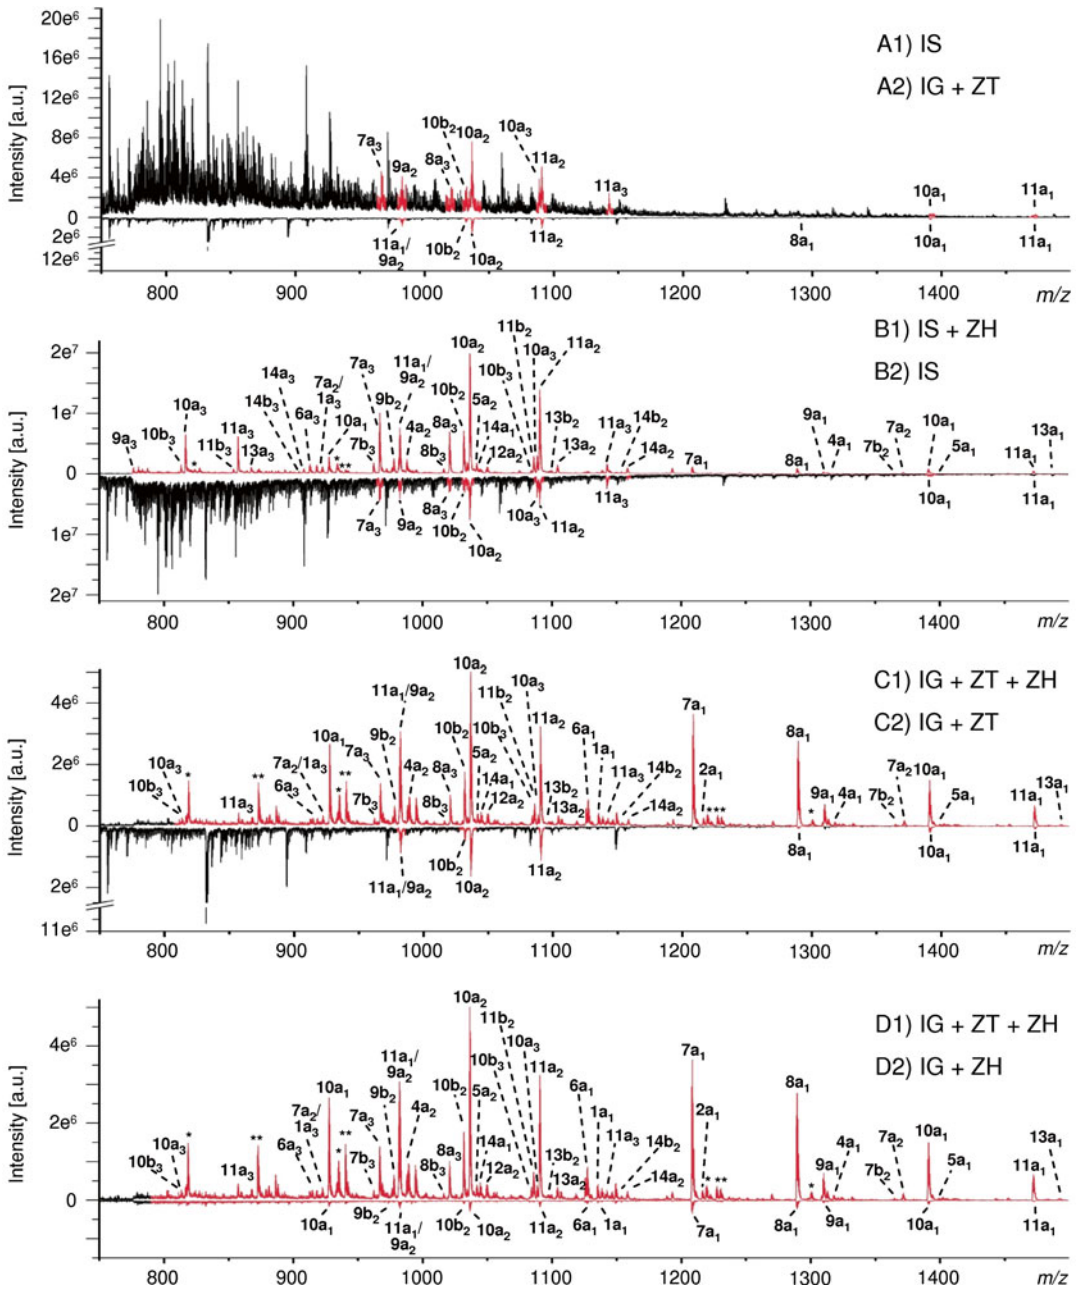 A1) IS
A2) IG + ZT
Intensity [a.u.]
20e⁶
16e⁶
12e⁶
8e⁶
4e⁶
0
2e⁶
12e⁶
7a₃
9a₂
8a₃
10b₂
10a₂
10a₃
11a₂
11a₃
10a₁
11a₁
11a₁/
9a₂
10b₂
10a₂
11a₂
8a₁
10a₁
11a₁
800 900 1000 1100 1200 1300 1400 m/z
B1) IS + ZH
B2) IS
Intensity [a.u.]
2e⁷
1e⁷
0
1e⁷
2e⁷
9a₃
10b₃
10a₃
*
11b₃
11a₃
13a₃
14b₃
14a₃
6a₃
7a₂/
1a₃
10a₁
*
**
7b₃
7a₃
9b₂
11a₁/
9a₂
4a₂
8b₃
8a₃
10b₂
10a₂
5a₂
14a₁
12a₂
10b₃
11b₂
10a₃
11a₂
13b₂
13a₂
11a₃
14b₂
14a₂
7a₁
8a₁
9a₁
4a₁
7b₂
7a₂
10a₁
5a₁
11a₁
13a₁
7a₃
9a₂
8a₃
10b₂
10a₂
10a₃
11a₂
11a₃
10a₁
11a₁
800 900 1000 1100 1200 1300 1400 m/z
C1) IG + ZT + ZH
C2) IG + ZT
Intensity [a.u.]
4e⁶
2e⁶
0
2e⁶
11e⁶
10b₃
10a₃
*
11a₃
**
6a₃
7a₂/1a₃
10a₁
*
**
7b₃
7a₃
9b₂
11a₁/9a₂
4a₂
8b₃
8a₃
10b₂
10a₂
5a₂
14a₁
12a₂
10b₃
11b₂
10a₃
11a₂
13b₂
13a₂
6a₁
1a₁
11a₃
14b₂
14a₂
7a₁
2a₁
***
8a₁
*
9a₁
4a₁
7b₂
7a₂
10a₁
5a₁
11a₁
13a₁
11a₁/9a₂
10b₂
10a₂
11a₂
8a₁
10a₁
11a₁
800 900 1000 1100 1200 1300 1400 m/z
D1) IG + ZT + ZH
D2) IG + ZH
Intensity [a.u.]
4e⁶
2e⁶
0
10b₃
10a₃
*
11a₃
**
6a₃
7a₂/
1a₃
10a₁
*
**
7b₃
7a₃
9b₂
11a₁/
9a₂
4a₂
8b₃
8a₃
10b₂
10a₂
5a₂
14a₁
12a₂
10b₃
11b₂
10a₃
11a₂
13b₂
13a₂
6a₁
1a₁
11a₃
14b₂
14a₂
7a₁
2a₁
* **
8a₁
*
9a₁
4a₁
7b₂
7a₂
10a₁
5a₁
11a₁
13a₁
10a₁
9b₂
11a₁/
9a₂
10b₂
10a₂
11a₂
6a₁
1a₁
7a₁
8a₁
9a₁
10a₁
11a₁
800 900 1000 1100 1200 1300 1400 m/z